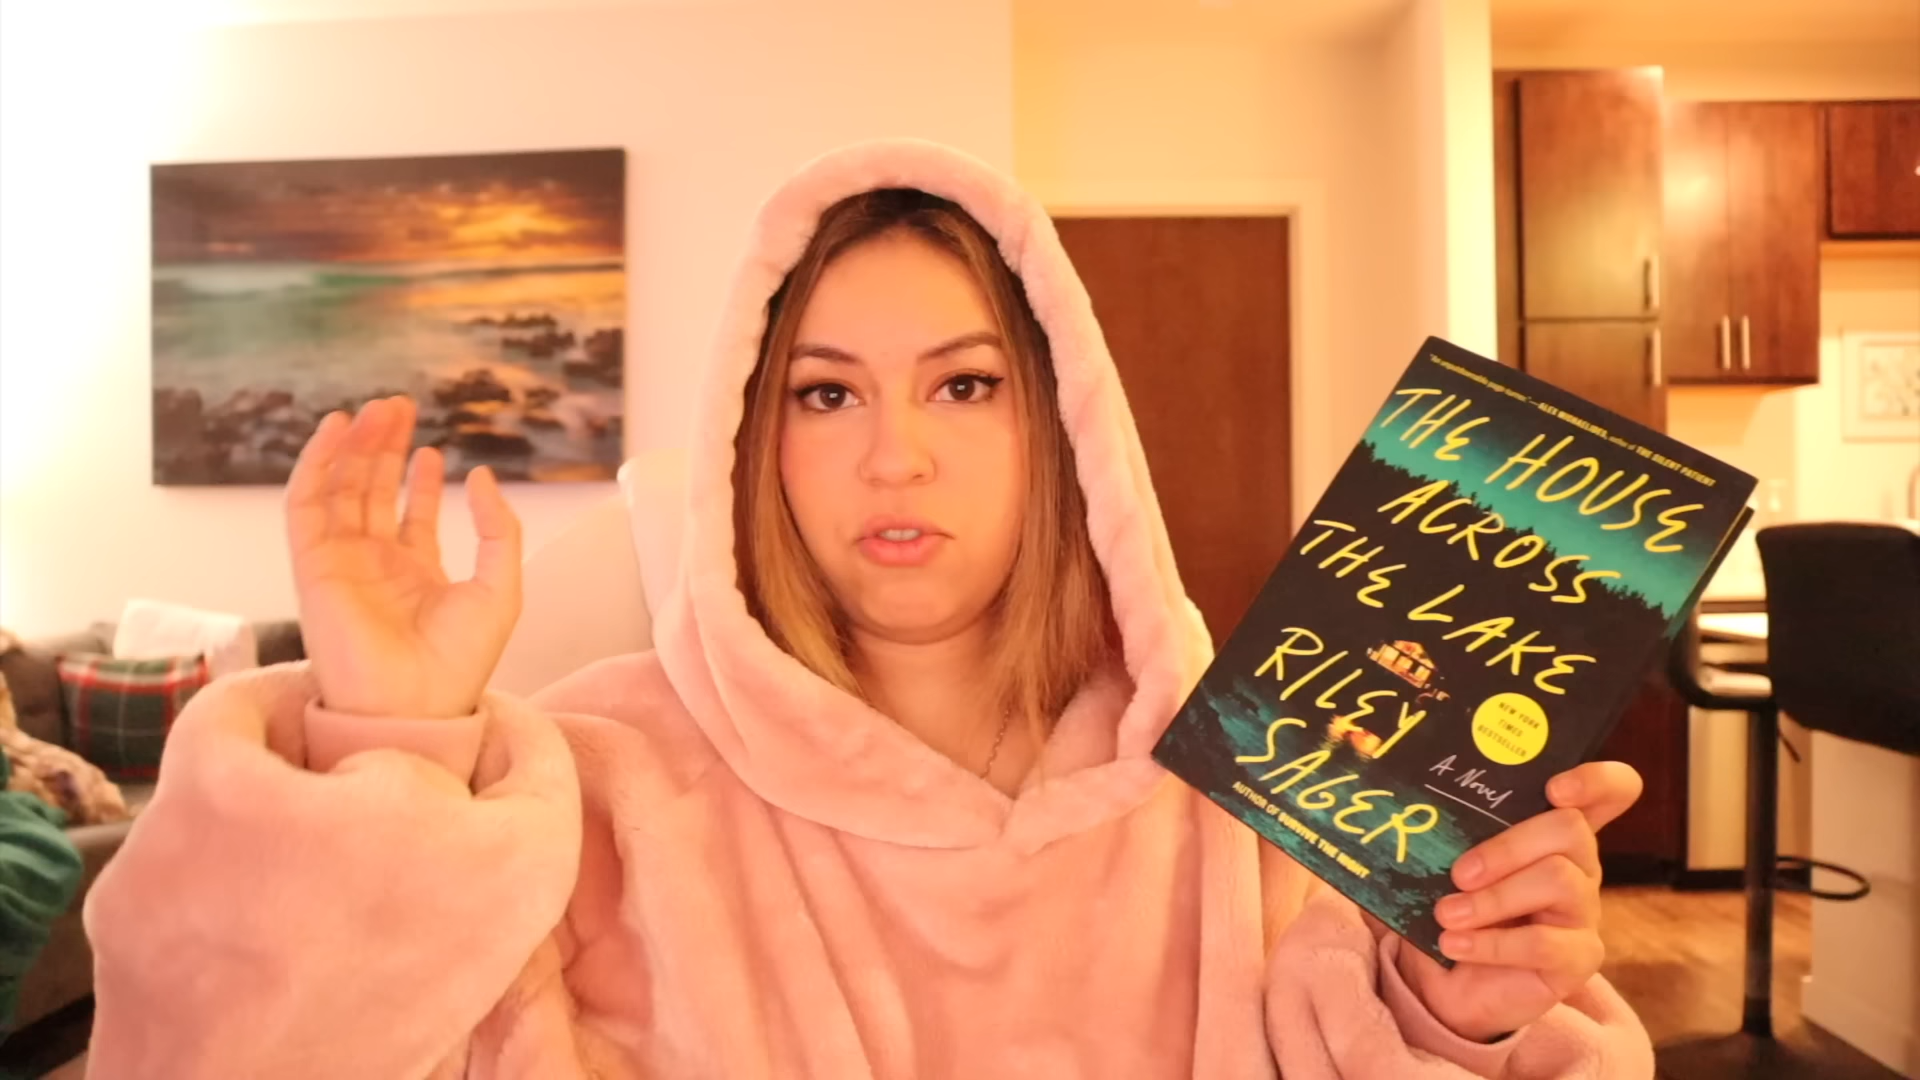 "An unputdownable page-turner."—ALEX MICHAELIDES, author of THE SILENT PATIENT
THE HOUSE
ACROSS
THE LAKE
RILEY
SAGER
NEW YORK
TIMES
BESTSELLER
A Novel
AUTHOR OF SURVIVE THE NIGHT